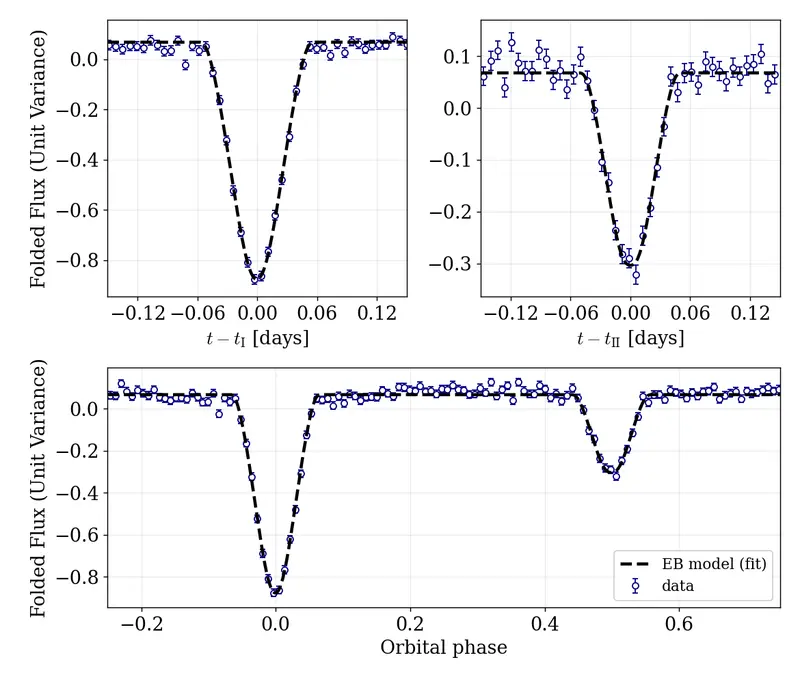 Folded Flux (Unit Variance)
0.0
−0.2
−0.4
−0.6
−0.8
−0.12 −0.06 0.00 0.06 0.12
t − tI [days]
0.1
0.0
−0.1
−0.2
−0.3
−0.12 −0.06 0.00 0.06 0.12
t − tII [days]
Folded Flux (Unit Variance)
0.0
−0.2
−0.4
−0.6
−0.8
−0.2 0.0 0.2 0.4 0.6
Orbital phase
EB model (fit)
data